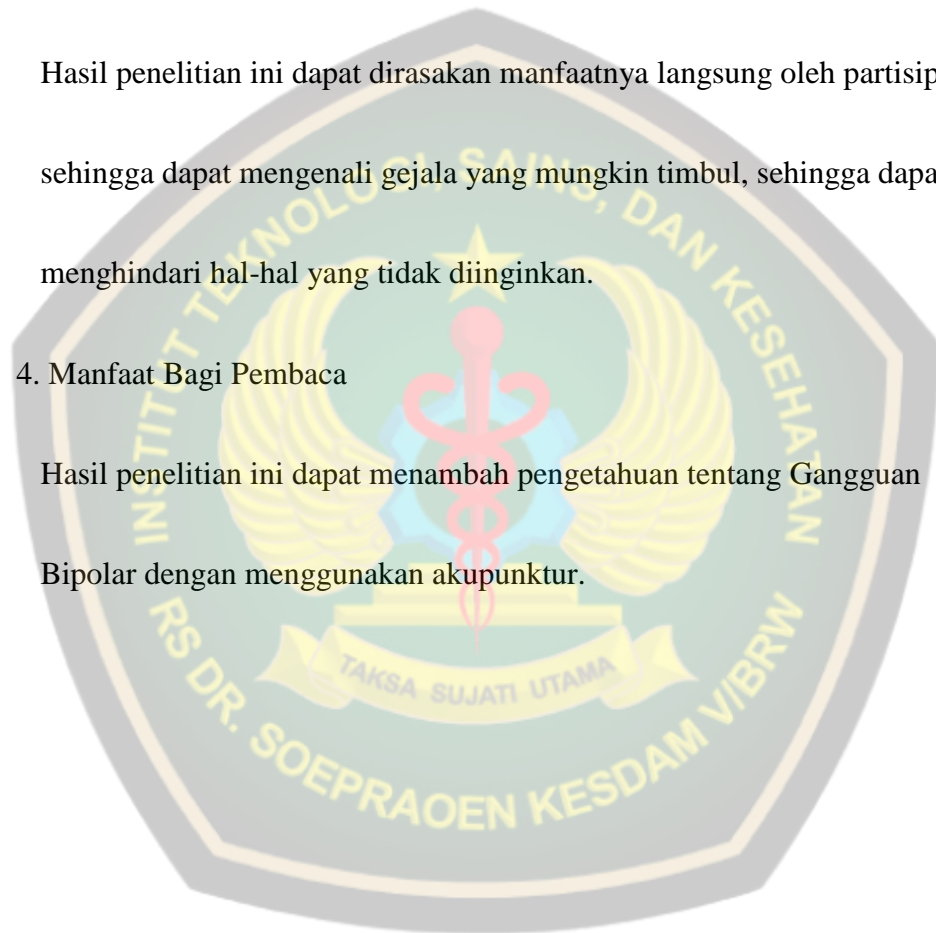 Hasil penelitian ini dapat dirasakan manfaatnya langsung oleh partisip
sehingga dapat mengenali gejala yang mungkin timbul, sehingga dapa
menghindari hal-hal yang tidak diinginkan.
4. Manfaat Bagi Pembaca
Hasil penelitian ini dapat menambah pengetahuan tentang Gangguan
Bipolar dengan menggunakan akupunktur.
INSTITUT TEKNOLOGI, SAINS, DAN KESEHATAN
TAKSA SUJATI UTAMA
RS DR. SOEPRAOEN KESDAM V/BRW